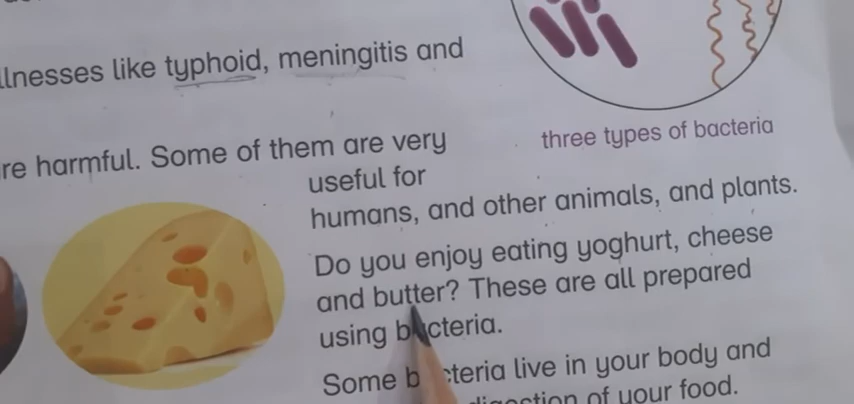 llnesses like typhoid, meningitis and
three types of bacteria
re harmful. Some of them are very
useful for
humans, and other animals, and plants.
Do you enjoy eating yoghurt, cheese
and butter? These are all prepared
using bacteria.
Some bacteria live in your body and
digestion of your food.